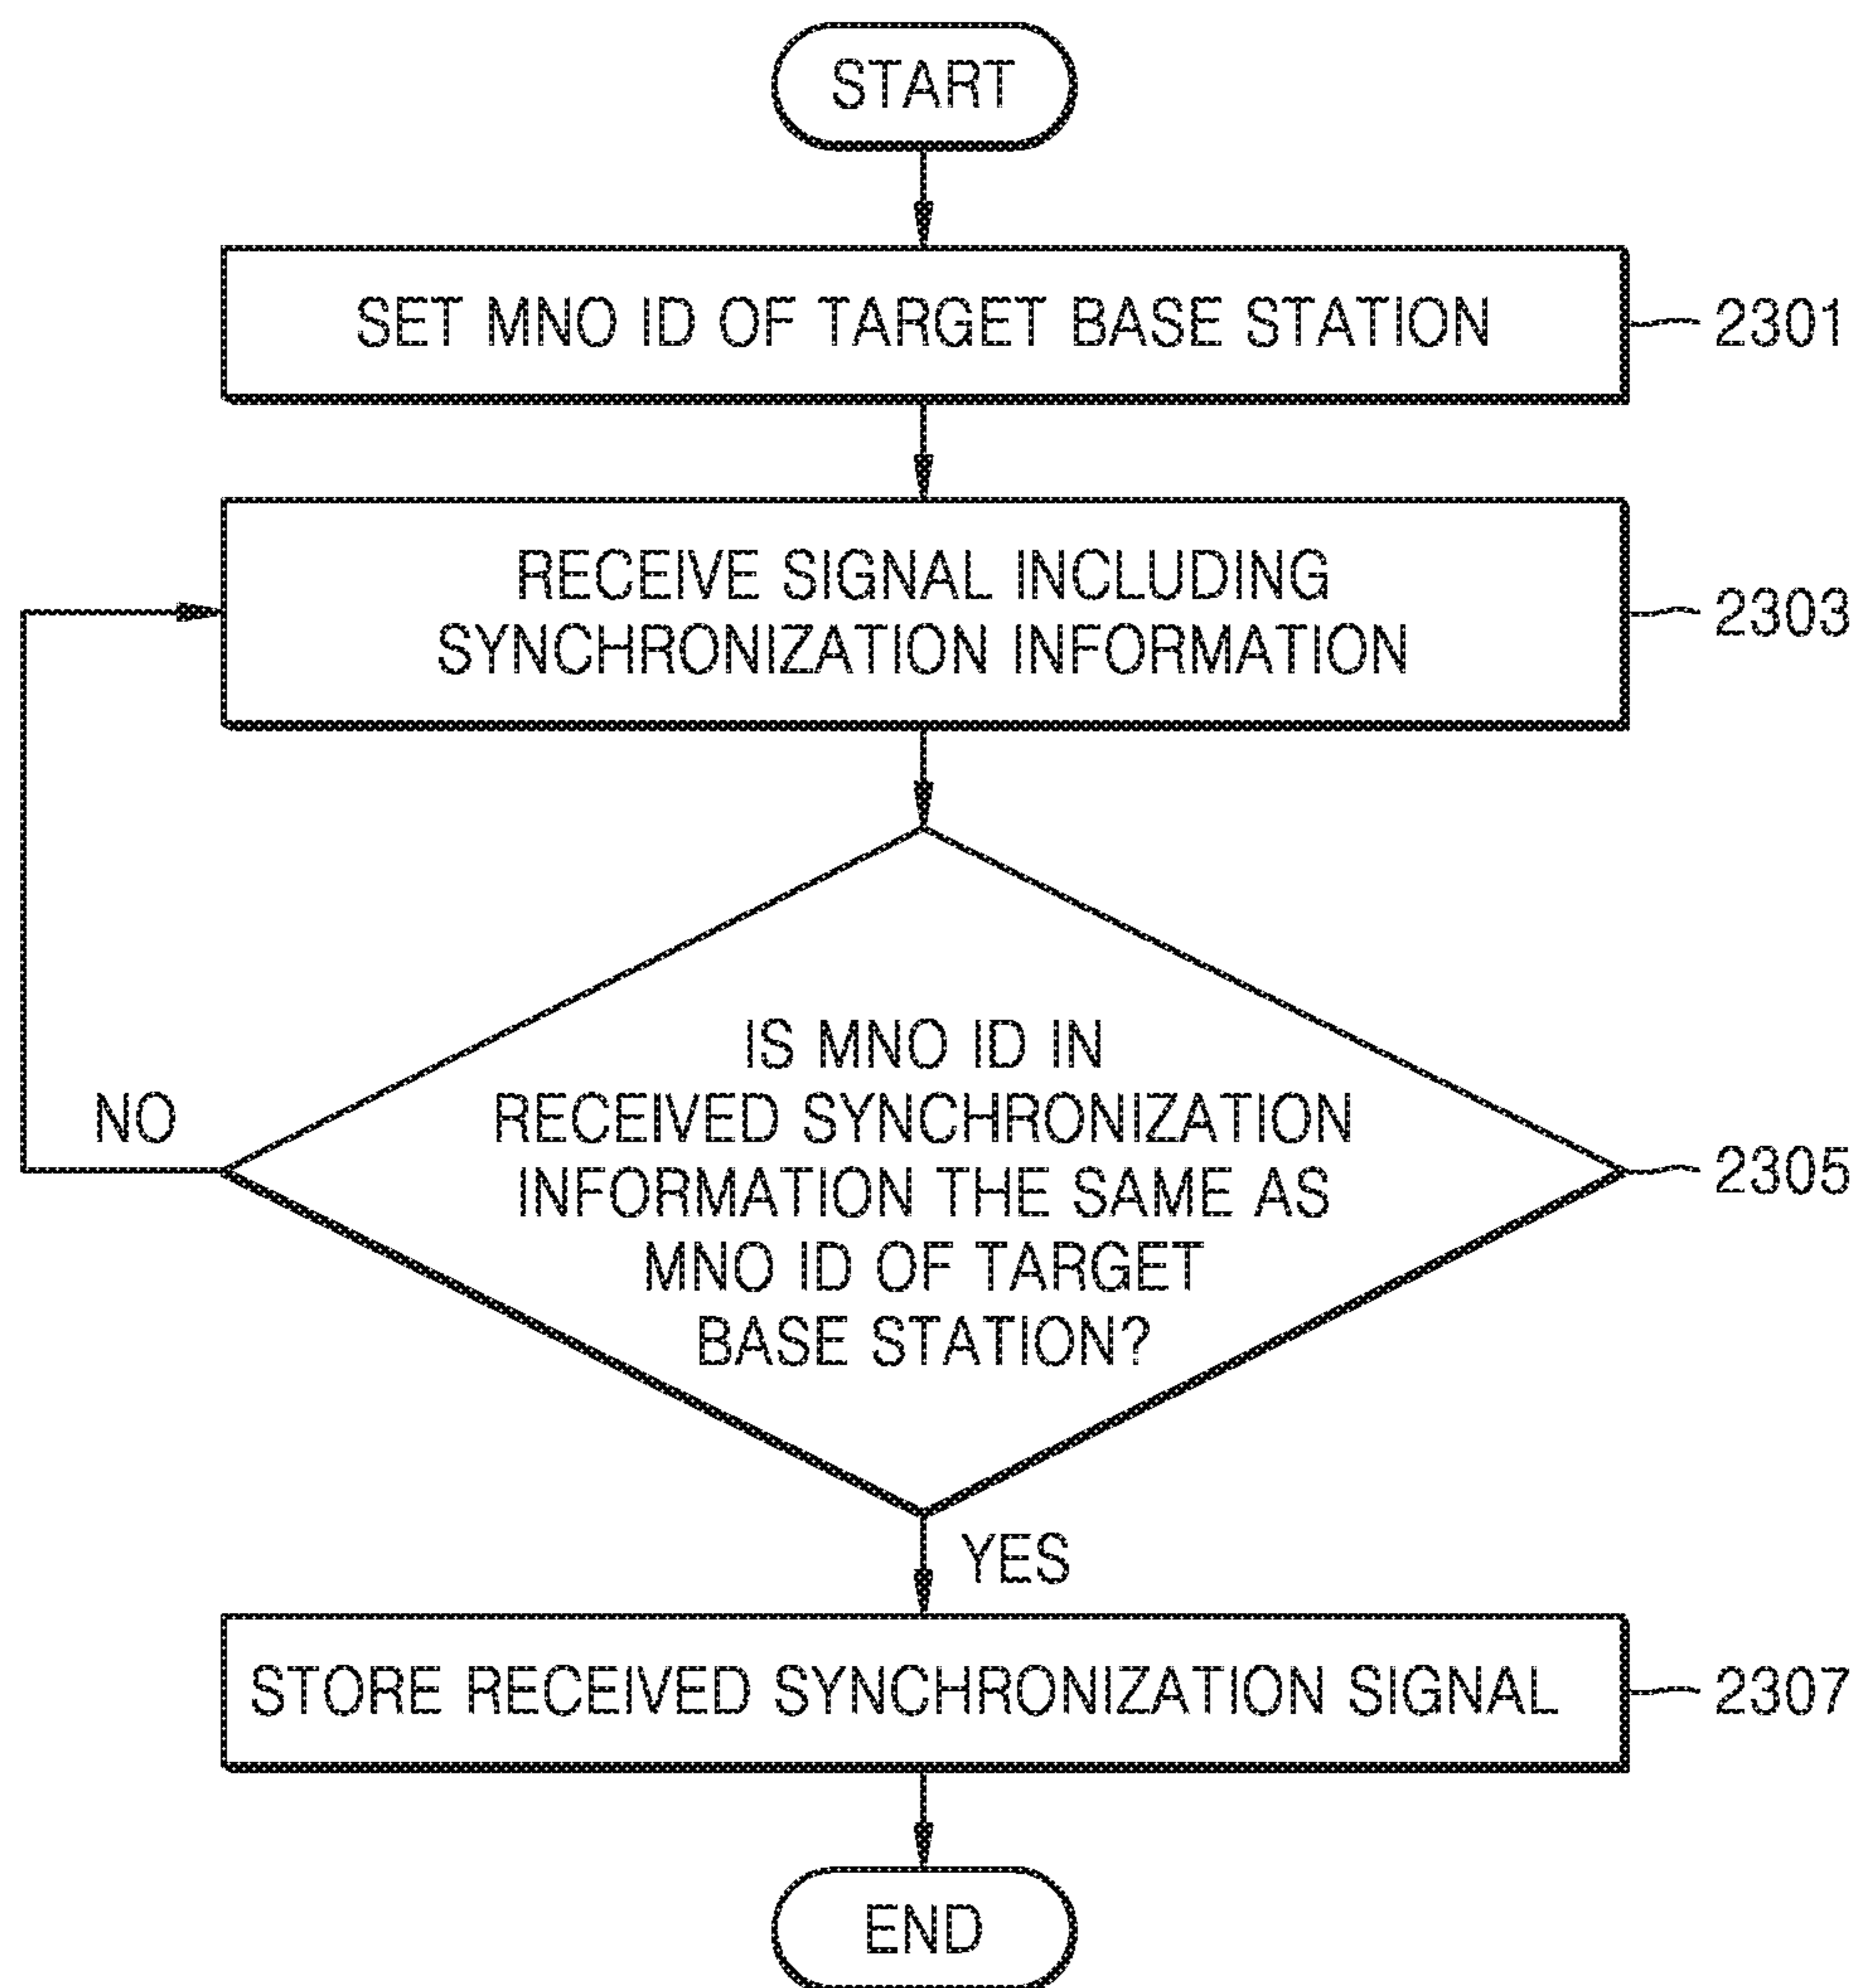 START
SET MNO ID OF TARGET BASE STATION
2301
RECEIVE SIGNAL INCLUDING
SYNCHRONIZATION INFORMATION
2303
IS MNO ID IN
RECEIVED SYNCHRONIZATION
INFORMATION THE SAME AS
MNO ID OF TARGET
BASE STATION?
2305
NO
YES
STORE RECEIVED SYNCHRONIZATION SIGNAL
2307
END